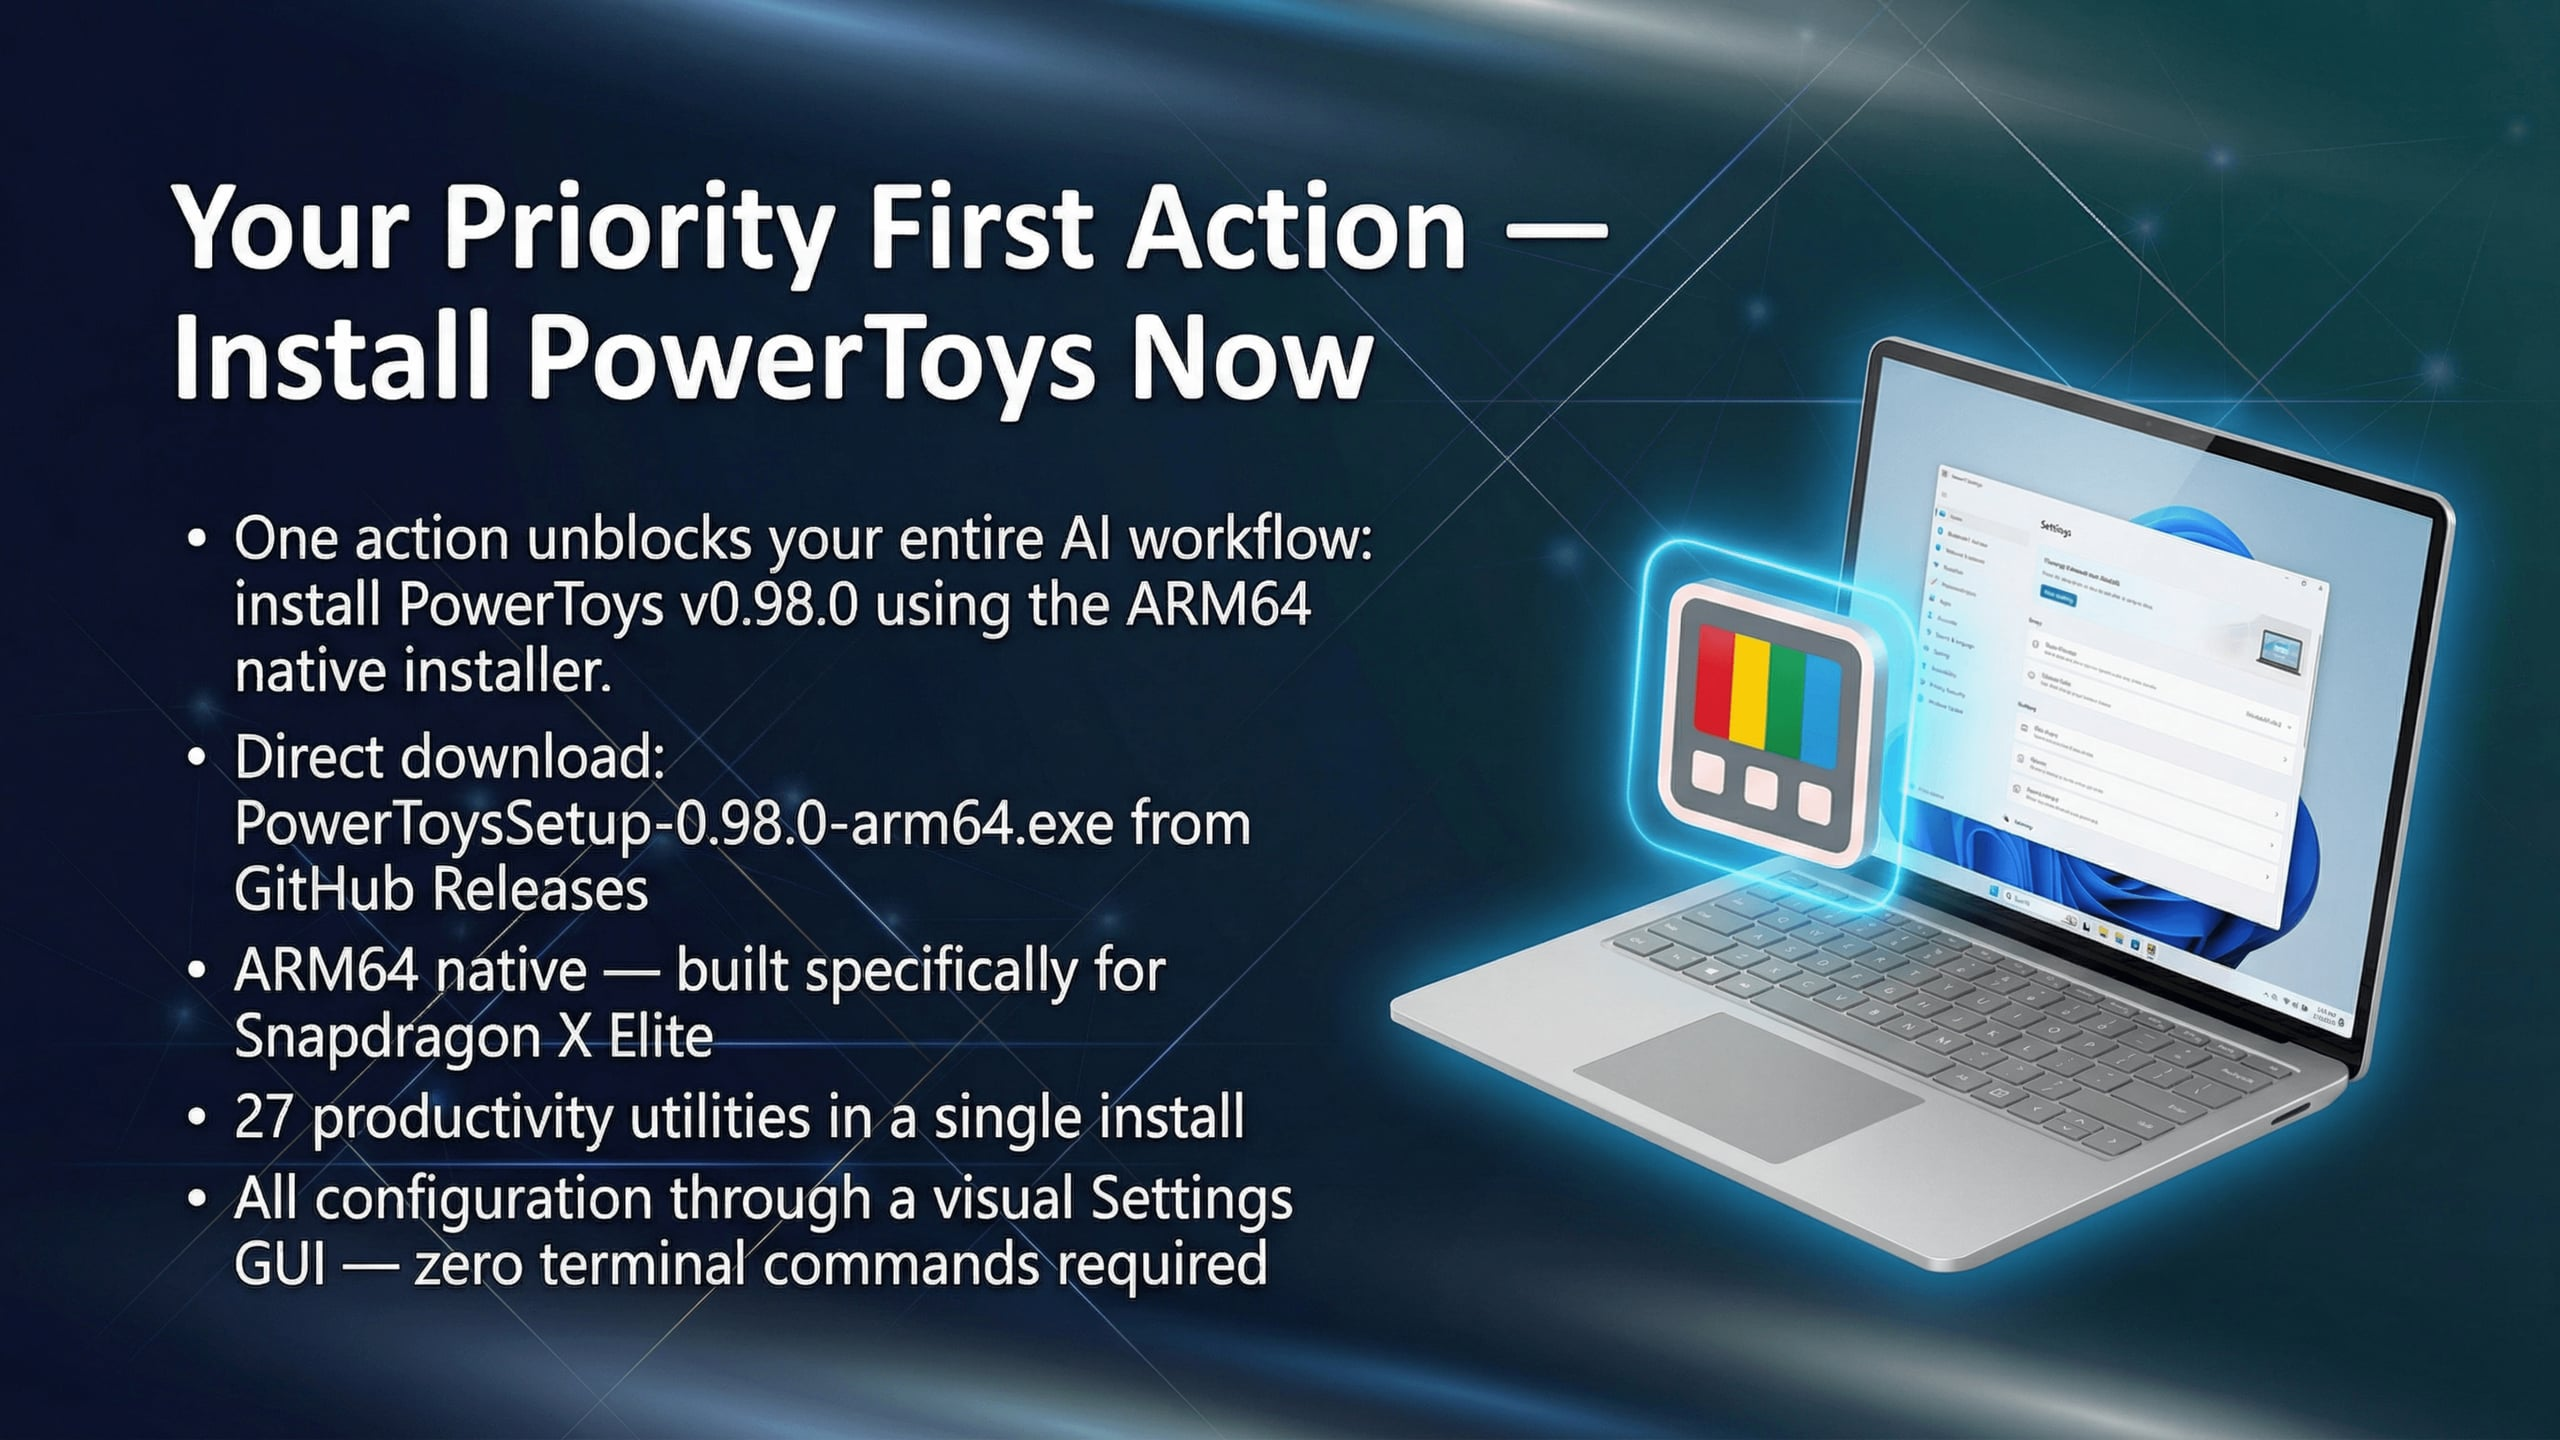 Your Priority First Action —
Install PowerToys Now
• One action unblocks your entire AI workflow:
install PowerToys v0.98.0 using the ARM64
native installer.
• Direct download:
PowerToysSetup-0.98.0-arm64.exe from
GitHub Releases
• ARM64 native — built specifically for
Snapdragon X Elite
• 27 productivity utilities in a single install
• All configuration through a visual Settings
GUI — zero terminal commands required
Settings